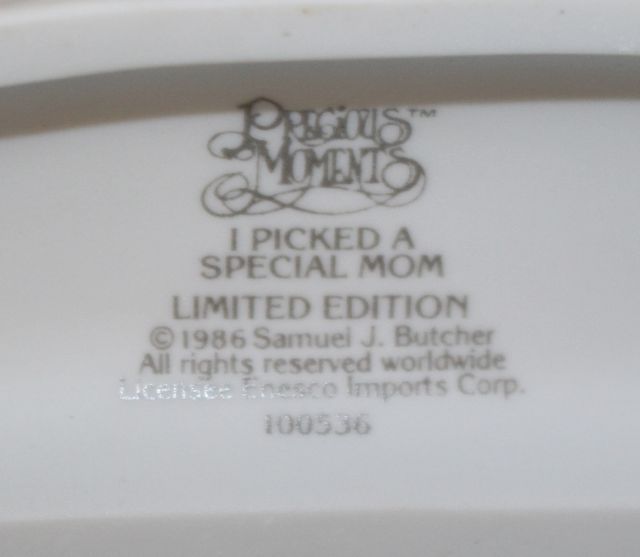 PRECIOUS™
MOMENTS
I PICKED A
SPECIAL MOM
LIMITED EDITION
©1986 Samuel J. Butcher
All rights reserved worldwide
Licensee Enesco Imports Corp.
100536